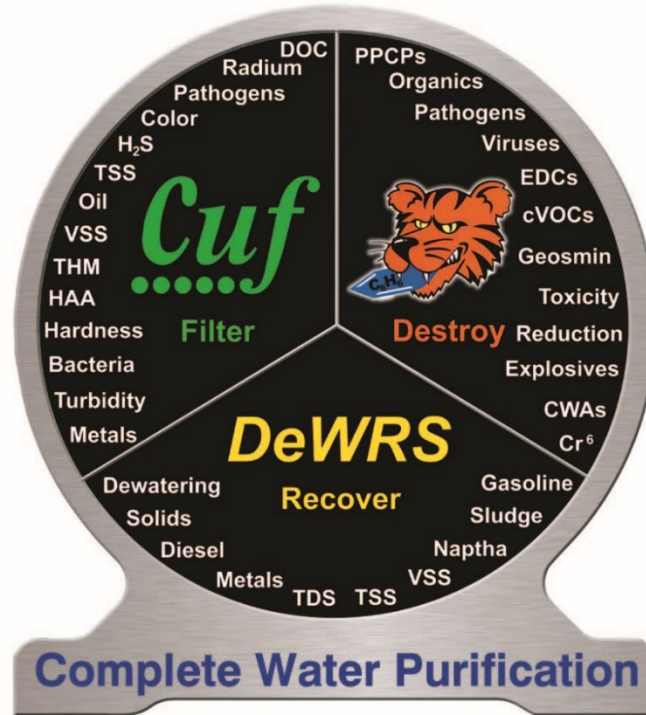 DOC
Radium
Pathogens
Color
H₂S
TSS
Oil
VSS
THM
HAA
Hardness
Bacteria
Turbidity
Metals
Cuf
Filter
PPCPs
Organics
Pathogens
Viruses
EDCs
cVOCs
Geosmin
Toxicity
Reduction
Explosives
CWAs
Cr⁶
C₆H₆
Destroy
DeWRS
Recover
Dewatering
Solids
Diesel
Metals
TDS
TSS
VSS
Naptha
Sludge
Gasoline
Complete Water Purification